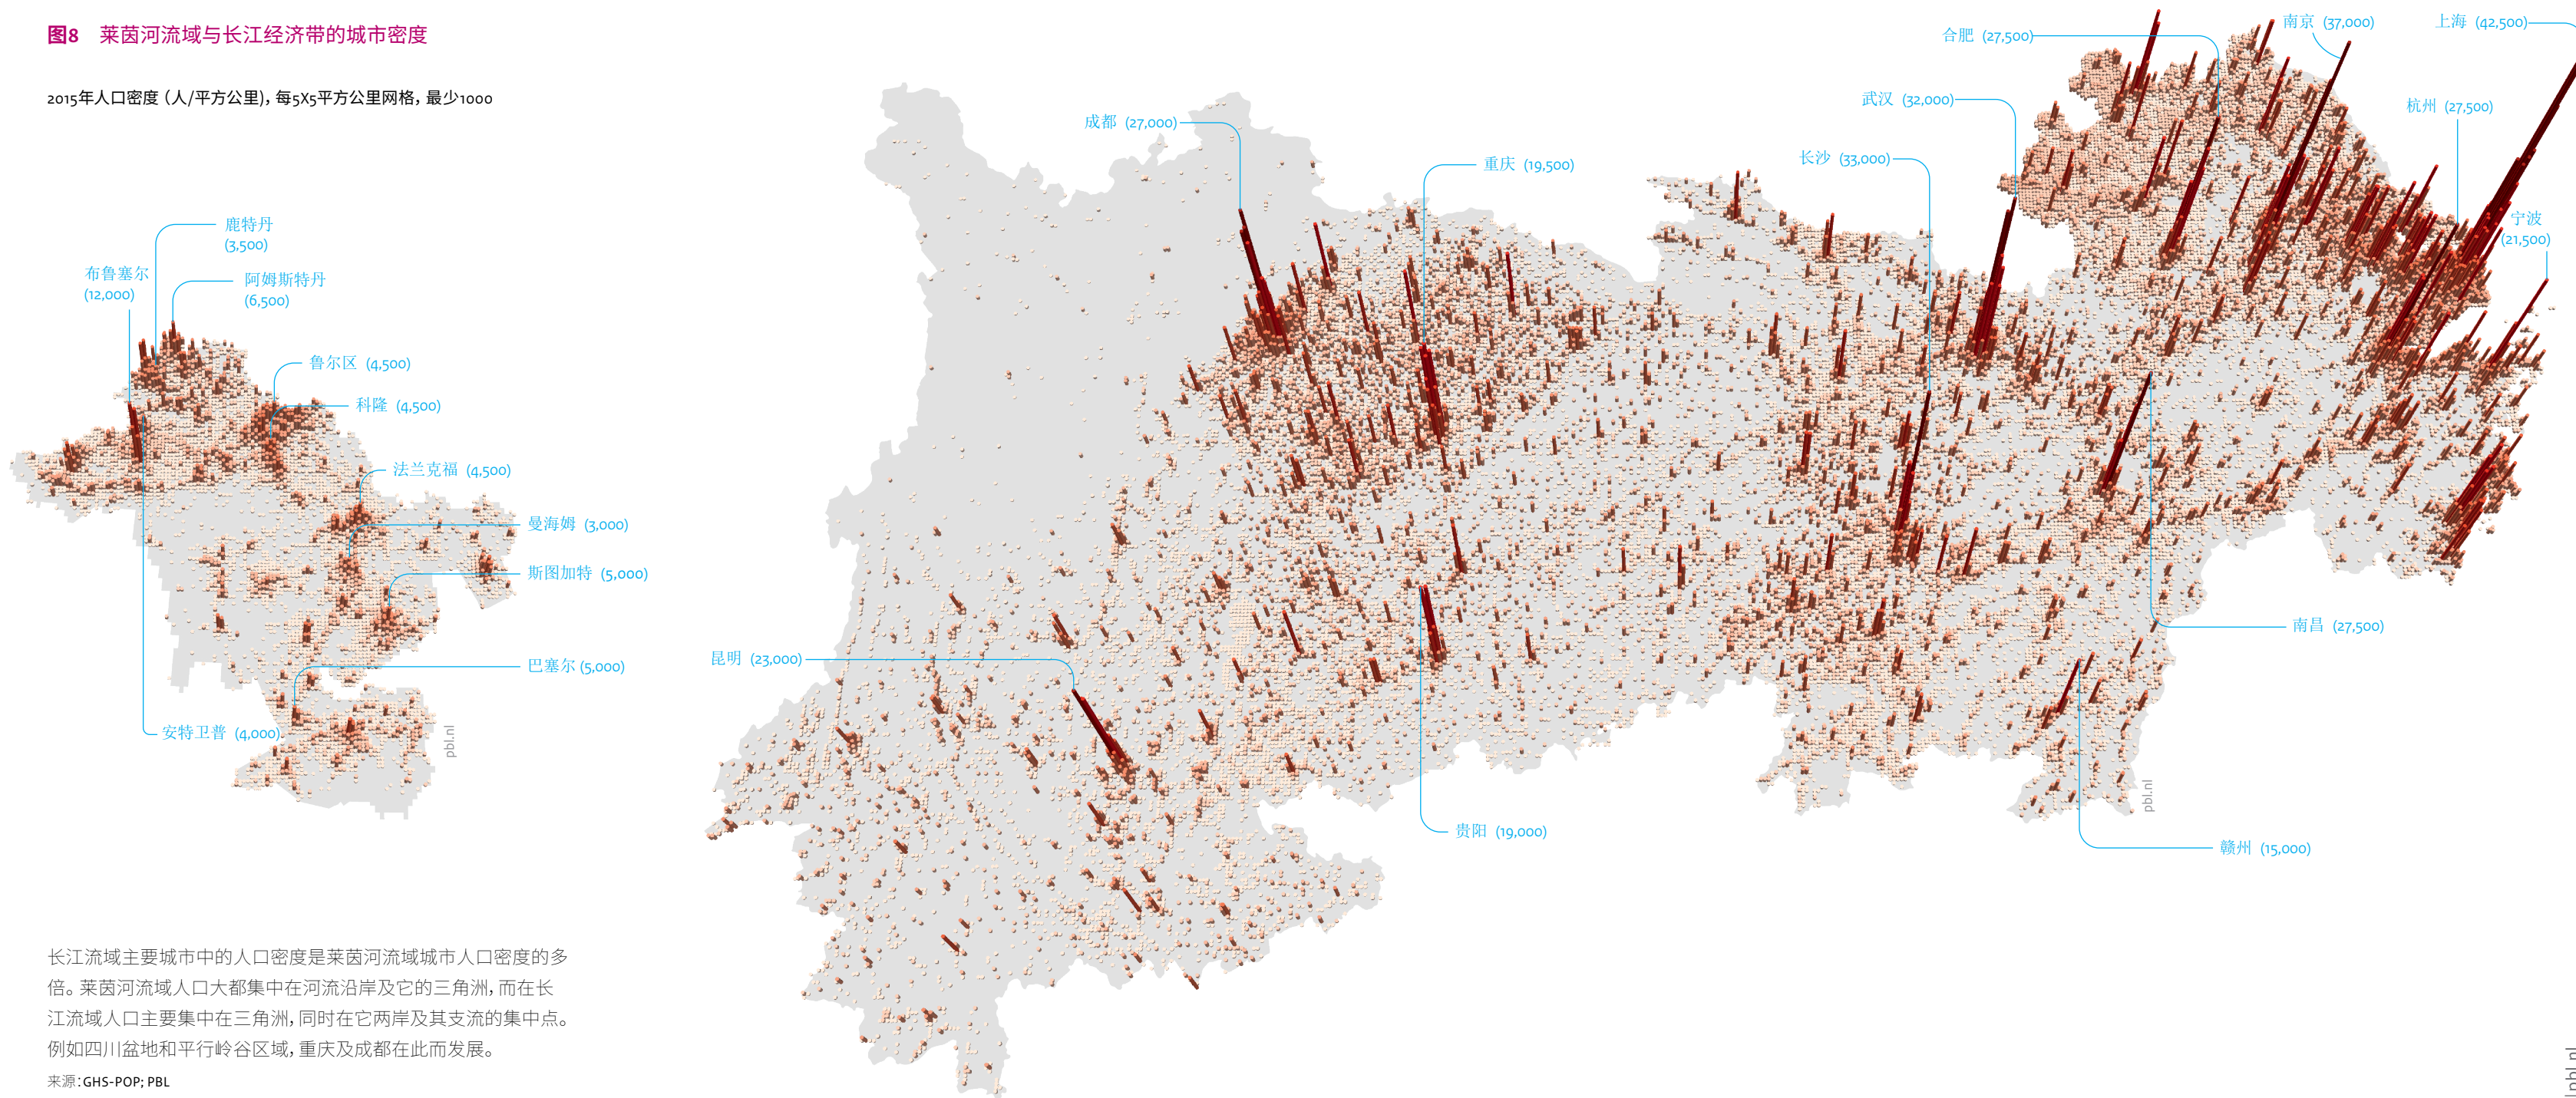 图8 莱茵河流域与长江经济带的城市密度
2015年人口密度（人/平方公里），每5X5平方公里网格，最少1000
鹿特丹
(3,500)
布鲁塞尔
(12,000)
阿姆斯特丹
(6,500)
鲁尔区 (4,500)
科隆 (4,500)
法兰克福 (4,500)
曼海姆 (3,000)
斯图加特 (5,000)
巴塞尔 (5,000)
安特卫普 (4,000)
pbl.nl
成都 (27,000)
重庆 (19,500)
合肥 (27,500)
南京 (37,000)
上海 (42,500)
武汉 (32,000)
杭州 (27,500)
长沙 (33,000)
宁波
(21,500)
昆明 (23,000)
南昌 (27,500)
贵阳 (19,000)
赣州 (15,000)
pbl.nl
长江流域主要城市中的人口密度是莱茵河流域城市人口密度的多
倍。莱茵河流域人口大都集中在河流沿岸及它的三角洲，而在长
江流域人口主要集中在三角洲，同时在它两岸及其支流的集中点。
例如四川盆地和平行岭谷区域，重庆及成都在此而发展。
来源：GHS-POP; PBL
pbl.nl